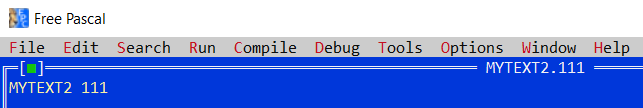 Free Pascal
File Edit Search Run Compile Debug Tools Options Window Help
MYTEXT2.111
MYTEXT2 111